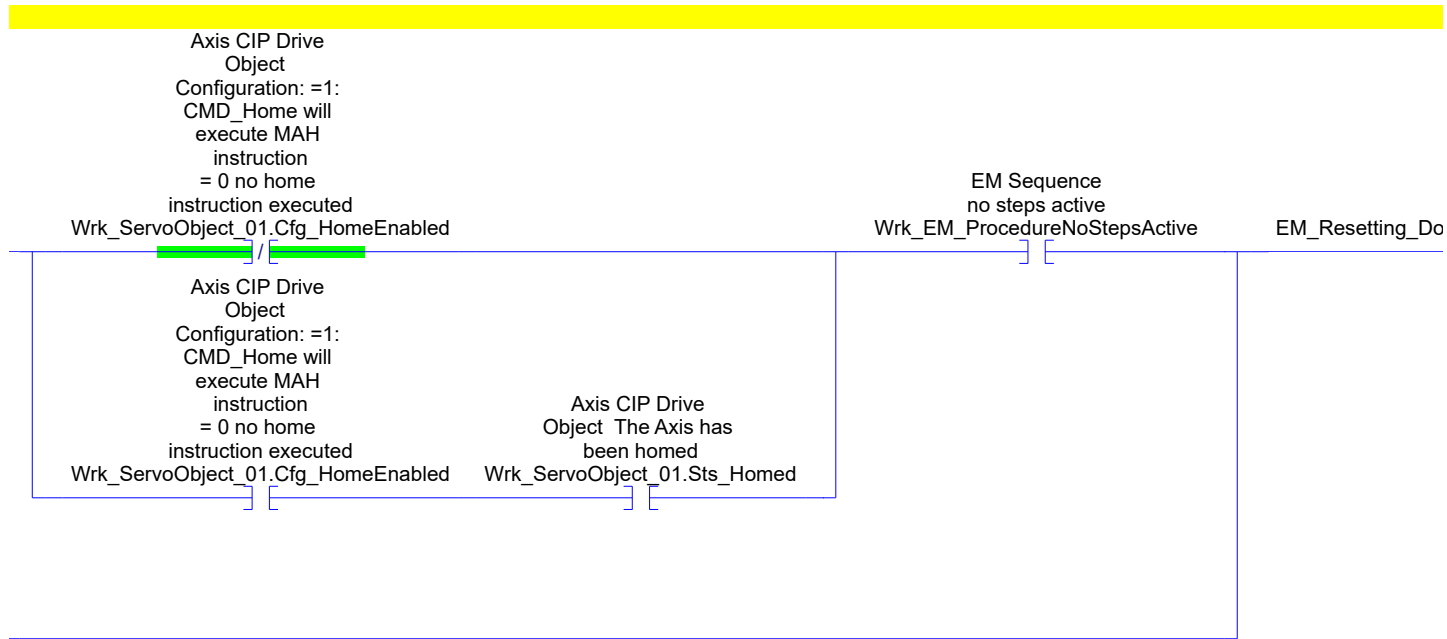 Axis CIP Drive
Object
Configuration: =1:
CMD_Home will
execute MAH
instruction
= 0 no home
instruction executed
Wrk_ServoObject_01.Cfg_HomeEnabled
/
EM Sequence
no steps active
Wrk_EM_ProcedureNoStepsActive
EM_Resetting_Do
Axis CIP Drive
Object
Configuration: =1:
CMD_Home will
execute MAH
instruction
= 0 no home
instruction executed
Wrk_ServoObject_01.Cfg_HomeEnabled
Axis CIP Drive
Object The Axis has
been homed
Wrk_ServoObject_01.Sts_Homed